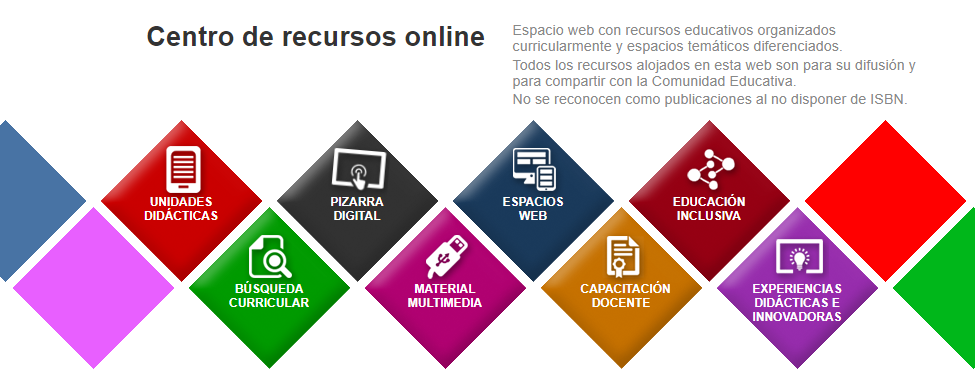 Centro de recursos online
Espacio web con recursos educativos organizados
curricularmente y espacios temáticos diferenciados.
Todos los recursos alojados en esta web son para su difusión y
para compartir con la Comunidad Educativa.
No se reconocen como publicaciones al no disponer de ISBN.
UNIDADES
DIDÁCTICAS
PIZARRA
DIGITAL
ESPACIOS
WEB
EDUCACIÓN
INCLUSIVA
BÚSQUEDA
CURRICULAR
MATERIAL
MULTIMEDIA
CAPACITACIÓN
DOCENTE
EXPERIENCIAS
DIDÁCTICAS E
INNOVADORAS